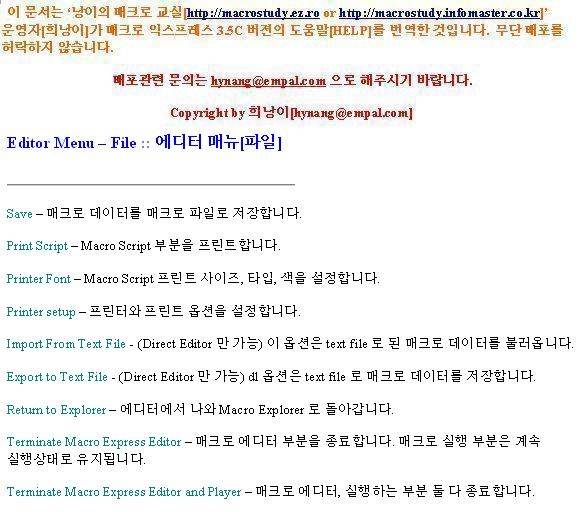 이 문서는 '낭이의 매크로 교실[http://macrostudy.ez.ro or http://macrostudy.infomaster.co.kr]'
운영자[희낭이]가 매크로 익스프레스 3.5C 버젼의 도움말[HELP]를 번역한 것입니다. 무단 배포를
허락하지 않습니다.
배포관련 문의는 hynang@empal.com 으로 해주시기 바랍니다.
Copyright by 희낭이[hynang@empal.com]
Editor Menu – File :: 에디터 매뉴[파일]
Save – 매크로 데이터를 매크로 파일로 저장합니다.
Print Script – Macro Script 부분을 프린트합니다.
Printer Font – Macro Script 프린트 사이즈, 타입, 색을 설정합니다.
Printer setup – 프린터와 프린트 옵션을 설정합니다.
Import From Text File - (Direct Editor 만 가능) 이 옵션은 text file 로 된 매크로 데이터를 불러옵니다.
Export to Text File - (Direct Editor 만 가능) dl 옵션은 text file 로 매크로 데이터를 저장합니다.
Return to Explorer – 에디터에서 나와 Macro Explorer 로 돌아갑니다.
Terminate Macro Express Editor – 매크로 에디터 부분을 종료합니다. 매크로 실행 부분은 계속
실행상태로 유지됩니다.
Terminate Macro Express Editor and Player – 매크로 에디터, 실행하는 부분 둘 다 종료합니다.